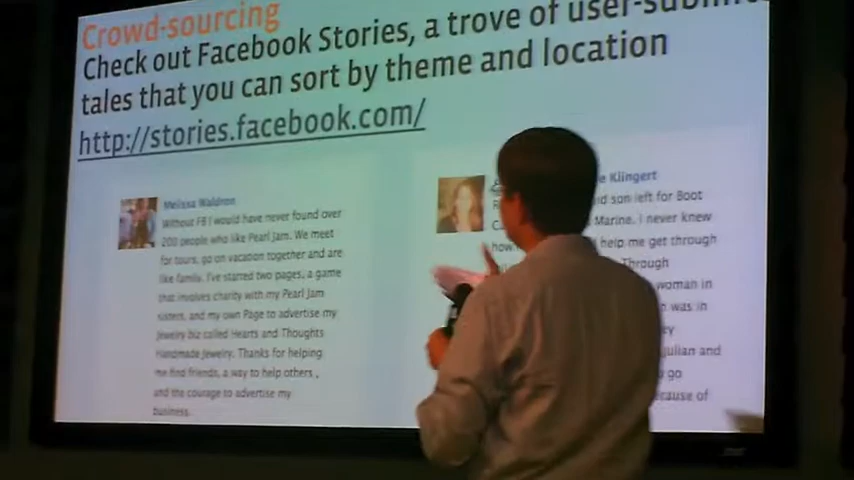 Crowd-sourcing
Check out Facebook Stories, a trove of user-
tales that you can sort by theme and location
http://stories.facebook.com/
Melissa Waldron
Without FB I would have never found over
200 people who like Pearl Jam. We meet
for tours, go on vacation together and are
like family. I've started two pages, a game
that involves charity with my Pearl Jam
sisters, and my own Page to advertise my
jewelry biz called Hearts and Thoughts
Handmade Jewelry. Thanks for helping
me find friends, a way to help others ,
and the courage to advertise my
business.
Klingert
son left for Boot
Marine. I never knew
how help me get through
Through
woman in
was in
and
go
because of